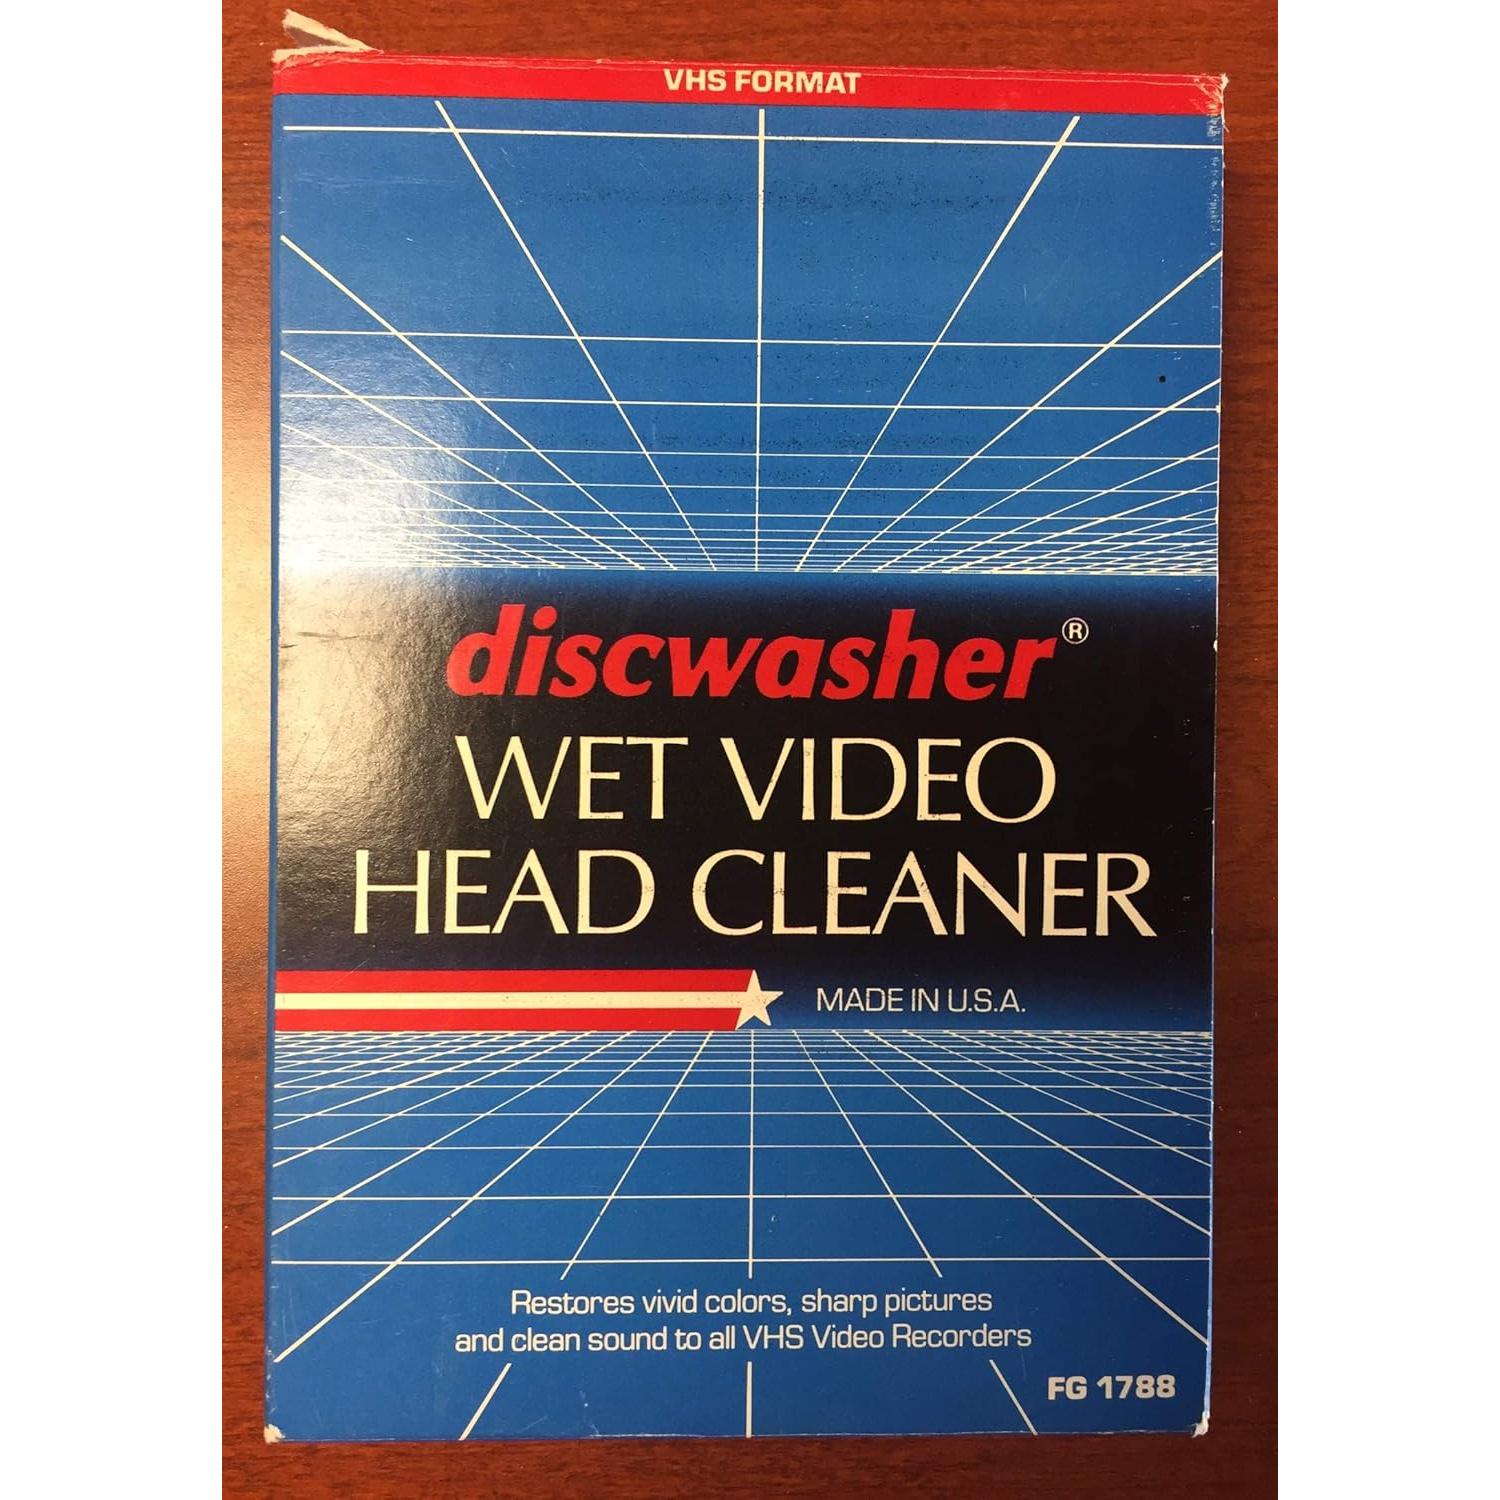 VHS FORMAT
discwasher®
WET VIDEO
HEAD CLEANER
MADE IN U.S.A.
Restores vivid colors, sharp pictures
and clean sound to all VHS Video Recorders
FG 1788